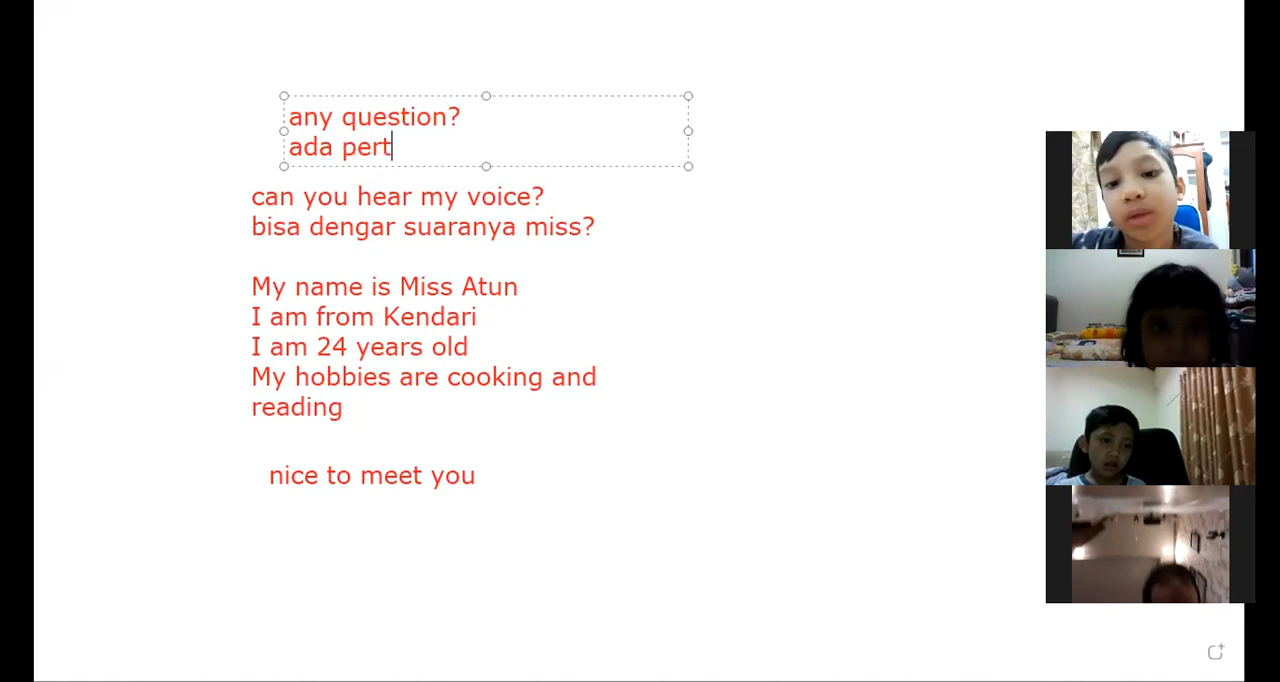 any question?
ada pert
can you hear my voice?
bisa dengar suaranya miss?
My name is Miss Atun
I am from Kendari
I am 24 years old
My hobbies are cooking and
reading
nice to meet you